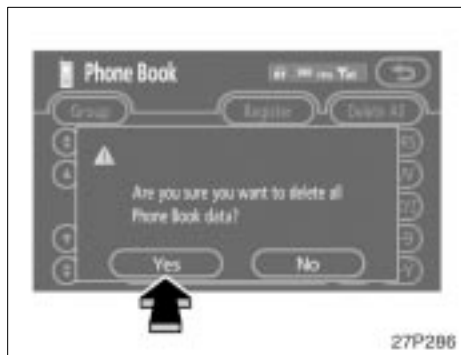 Phone Book
Group Register Delete All
Are you sure you want to delete all
Phone Book data?
Yes No
27P286